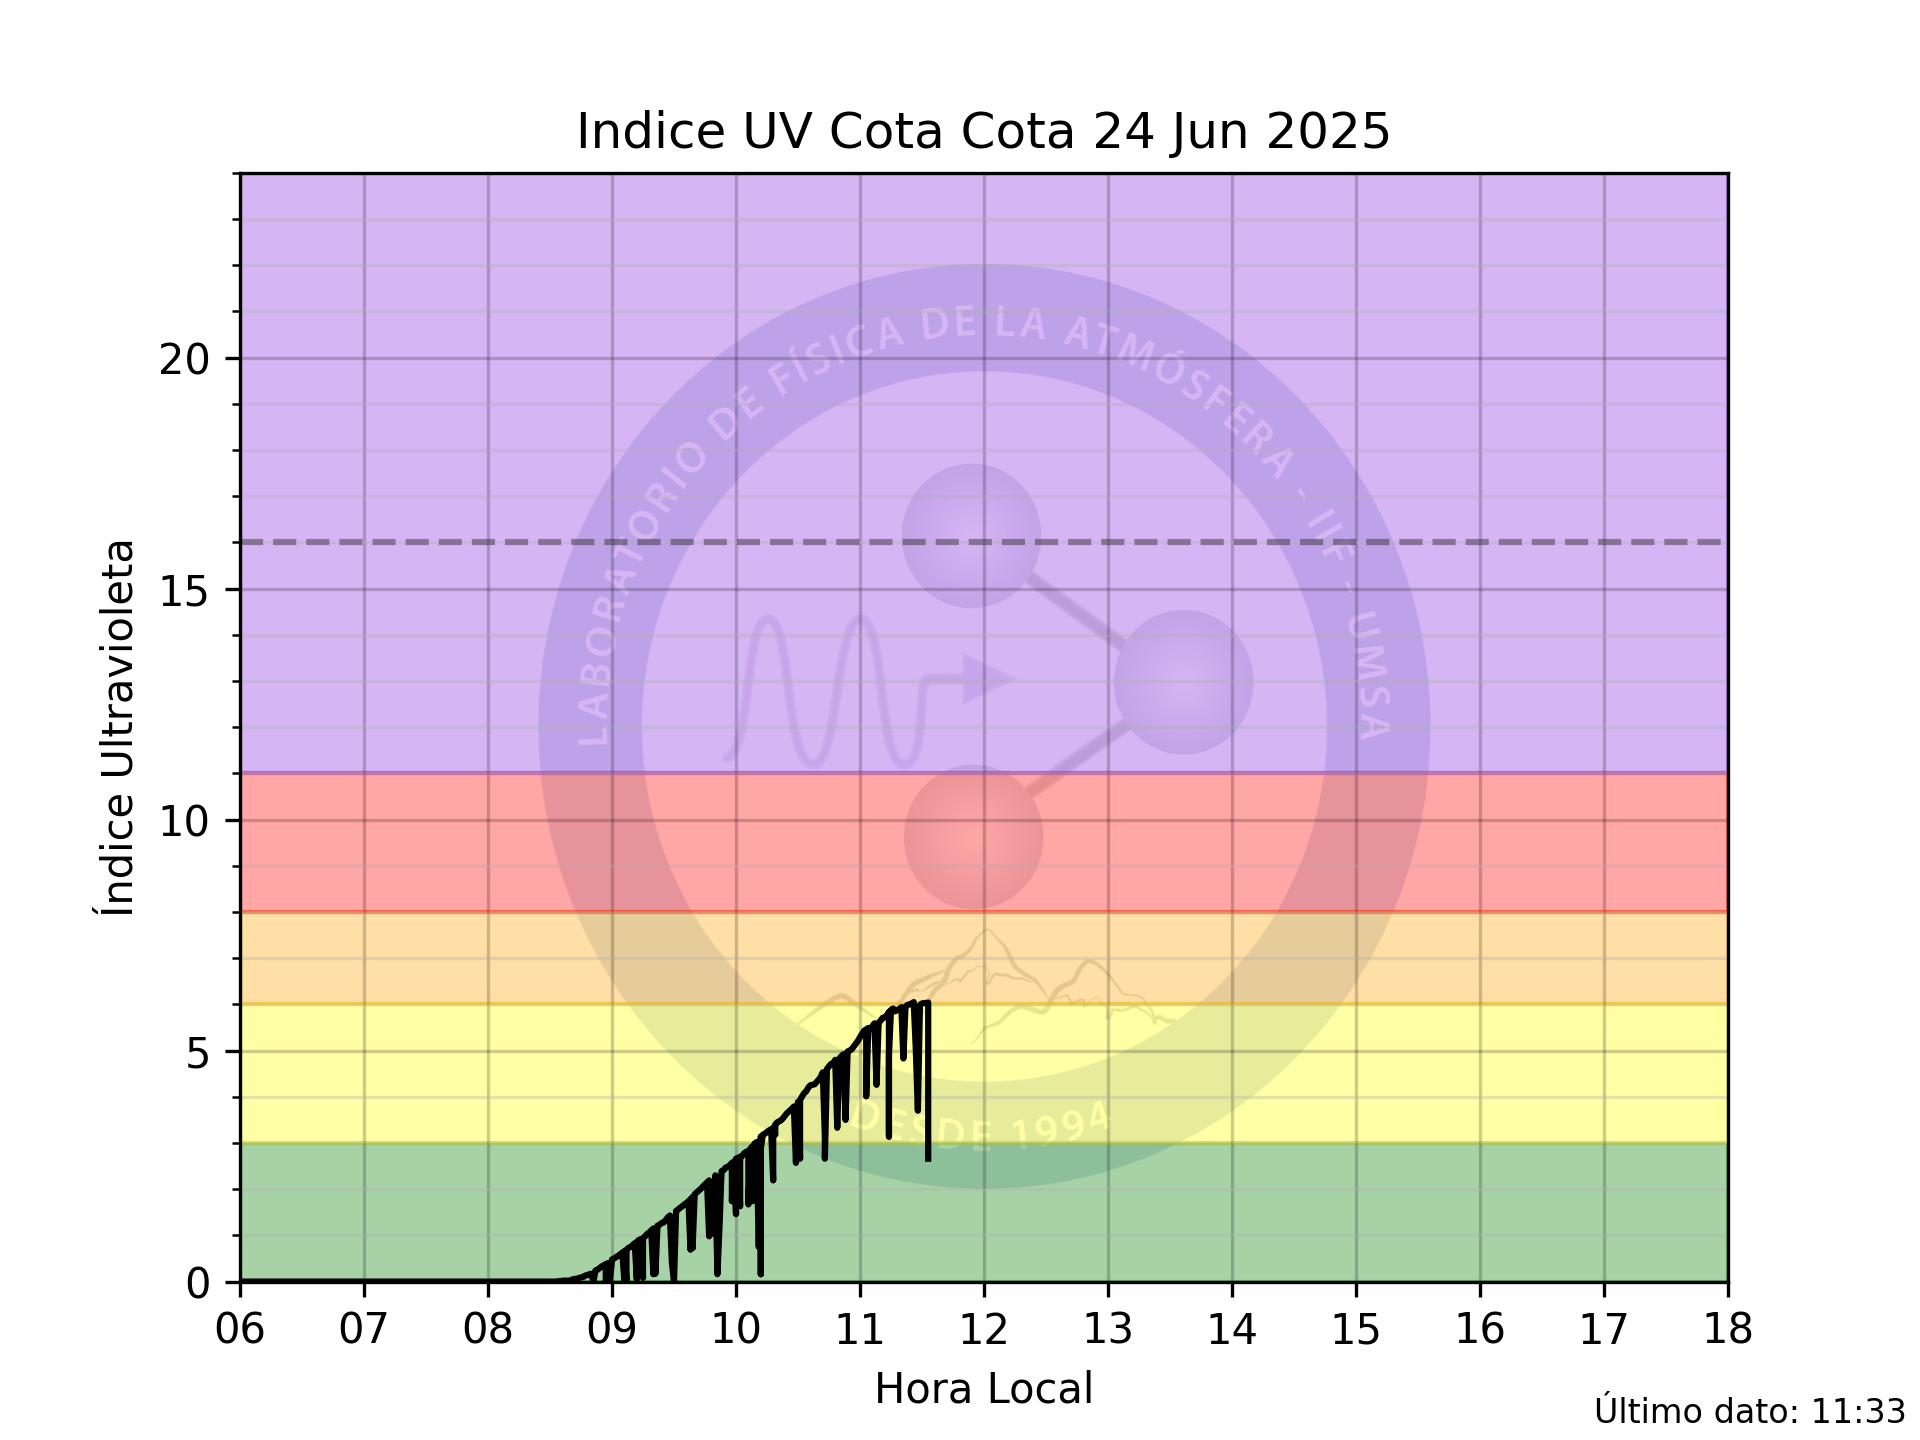 Indice UV Cota Cota 24 Jun 2025
LABORATORIO DE FÍSICA DE LA ATMÓSFERA - IIF - UMSA
DESDE 1994
Índice Ultravioleta
20
15
10
5
0
06 07 08 09 10 11 12 13 14 15 16 17 18
Hora Local
Último dato: 11:33